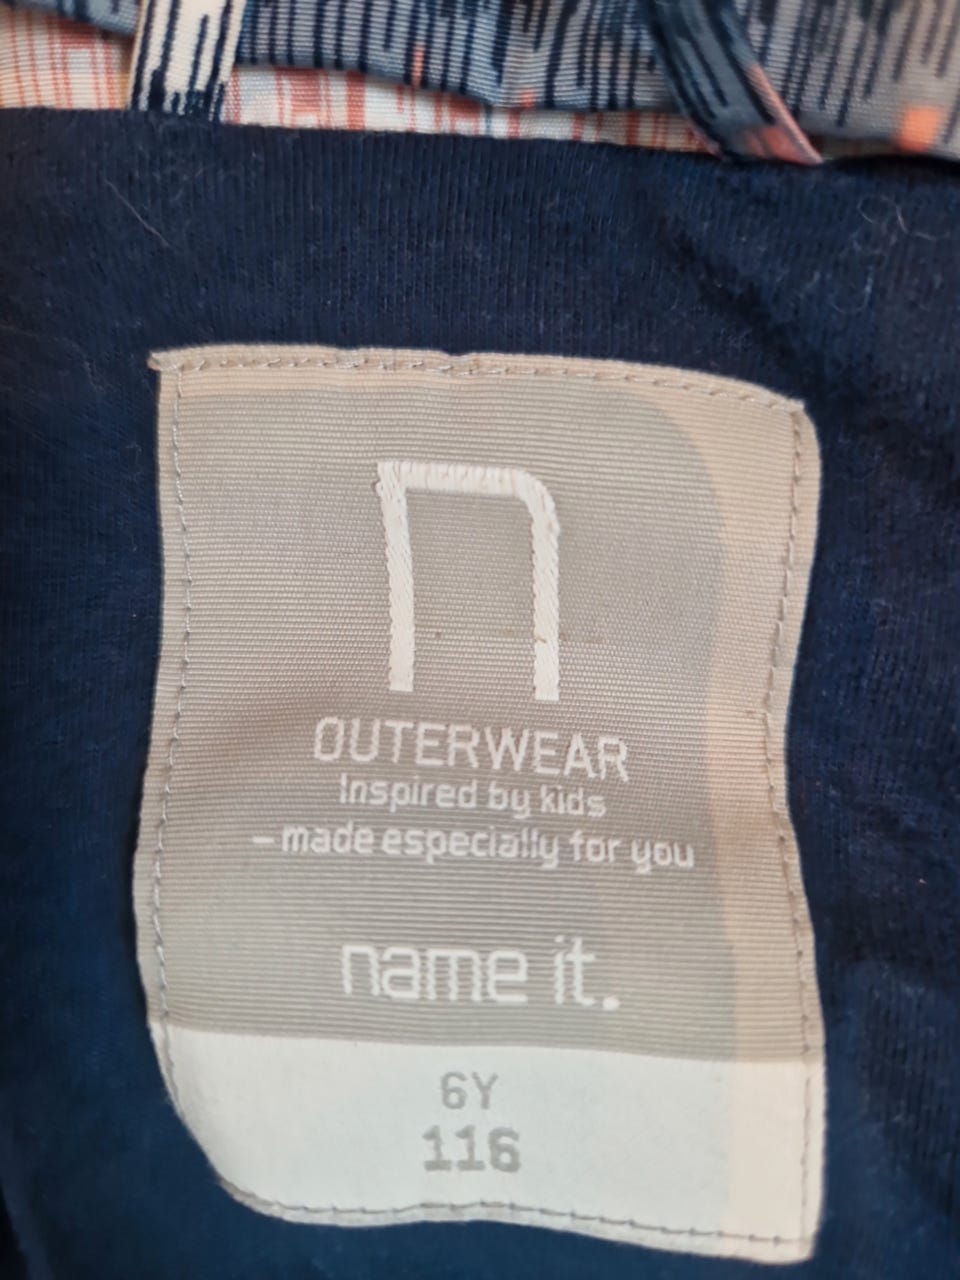 n
OUTERWEAR
Inspired by kids
– made especially for you
name it.
6Y
116